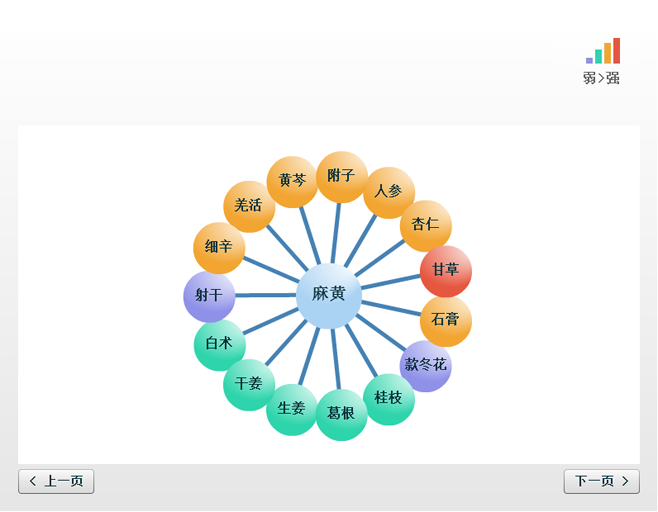 弱>强
附子
黄芩
人参
羌活
杏仁
细辛
甘草
麻黄
射干
石膏
白术
款冬花
干姜
桂枝
生姜
葛根
上一页
下一页